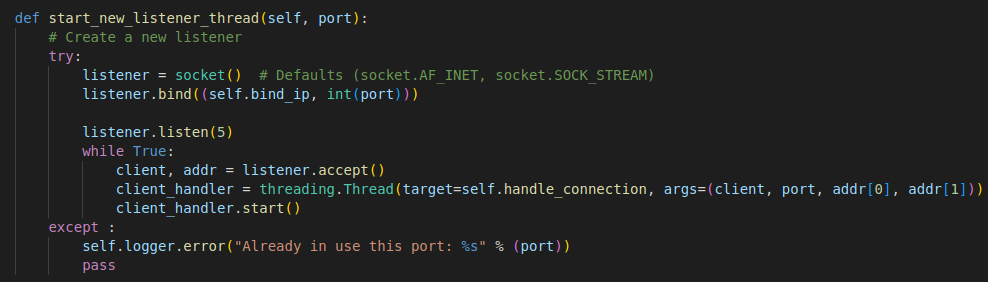 def start_new_listener_thread(self, port):
    # Create a new listener
    try:
        listener = socket()  # Defaults (socket.AF_INET, socket.SOCK_STREAM)
        listener.bind((self.bind_ip, int(port)))

        listener.listen(5)
        while True:
            client, addr = listener.accept()
            client_handler = threading.Thread(target=self.handle_connection, args=(client, port, addr[0], addr[1]))
            client_handler.start()
    except :
        self.logger.error("Already in use this port: %s" % (port))
        pass